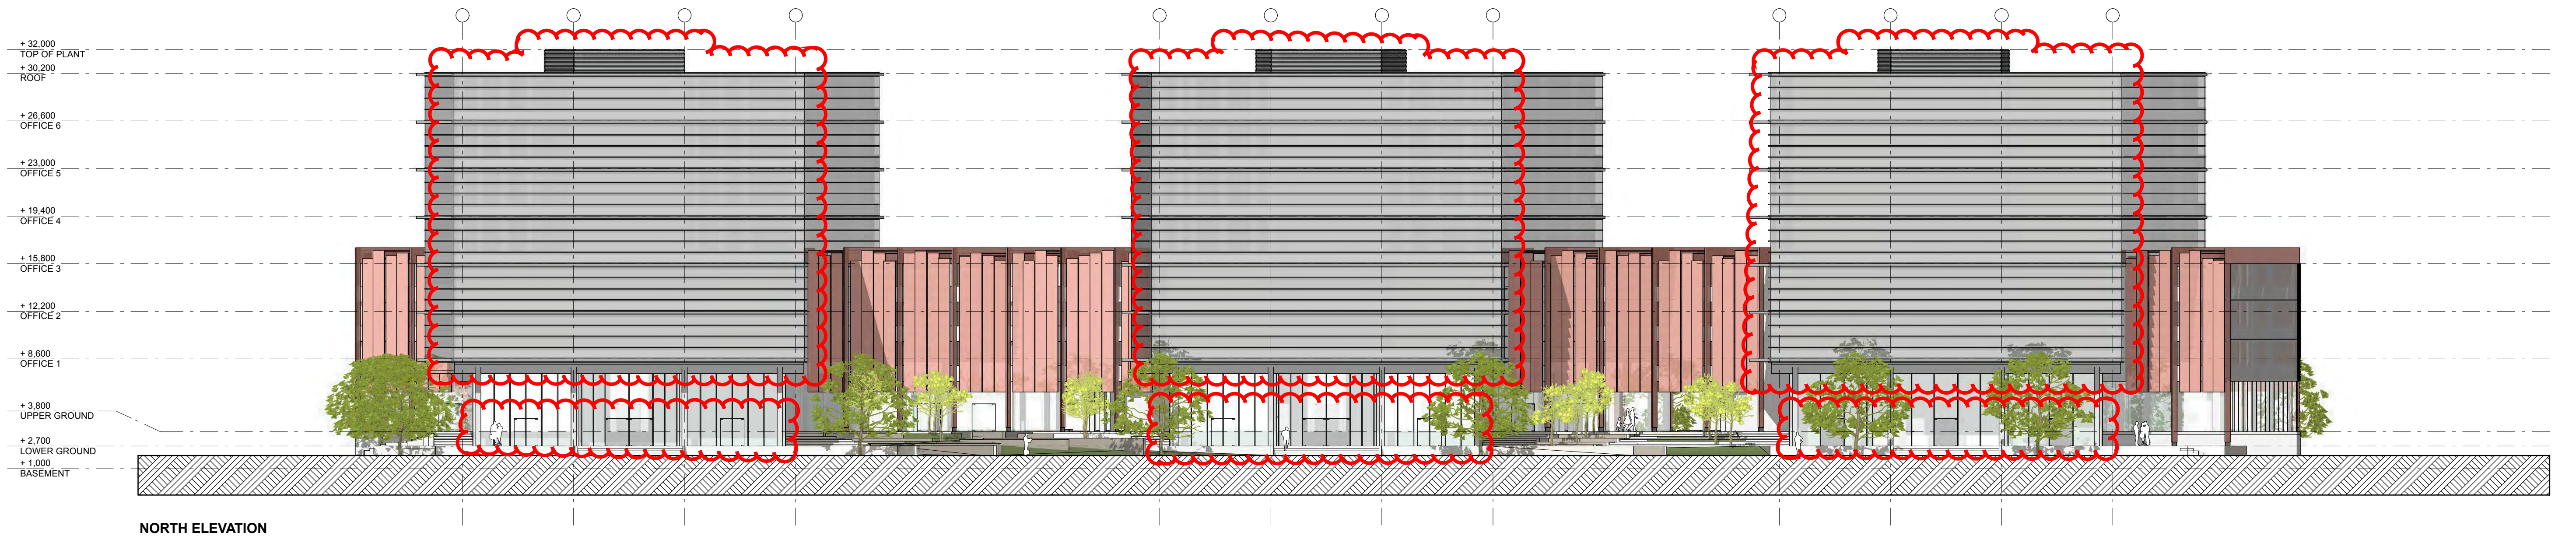 + 32,000
TOP OF PLANT
+ 30,200
ROOF
+ 26,600
OFFICE 6
+ 23,000
OFFICE 5
+ 19,400
OFFICE 4
+ 15,800
OFFICE 3
+ 12,200
OFFICE 2
+ 8,600
OFFICE 1
+ 3,800
UPPER GROUND
+ 2,700
LOWER GROUND
+ 1,000
BASEMENT
NORTH ELEVATION